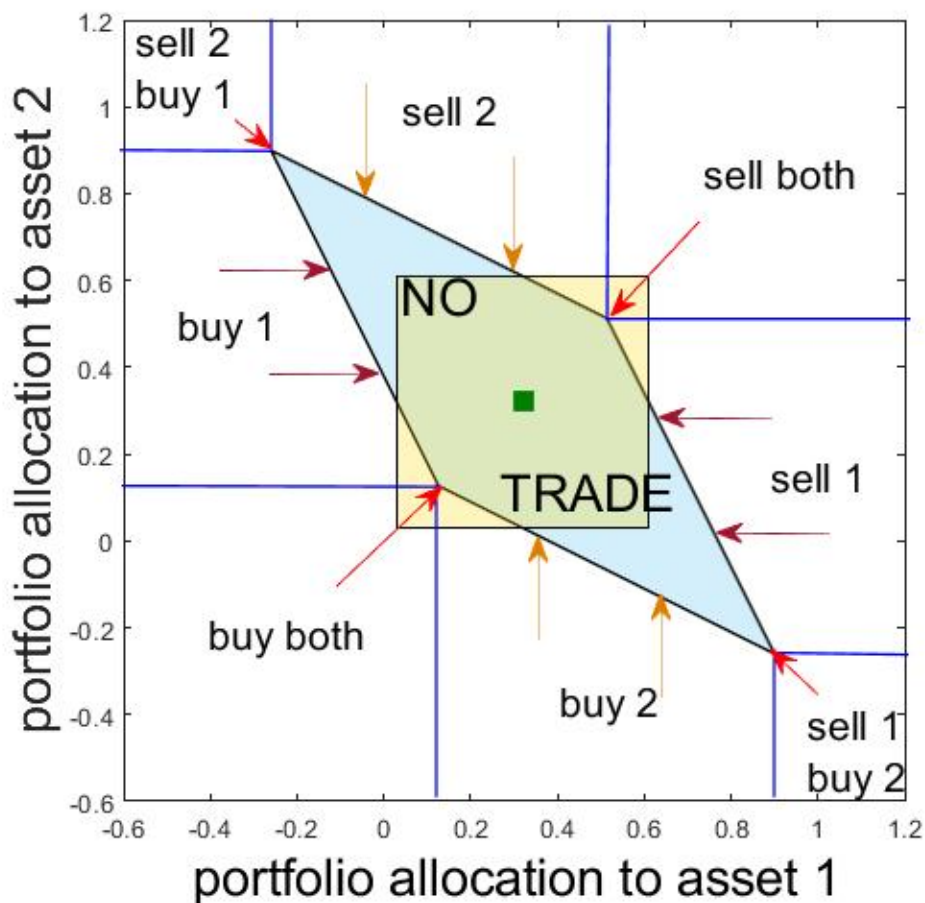 portfolio allocation to asset 2
1.2
1
0.8
0.6
0.4
0.2
0
-0.2
-0.4
-0.6
sell 2
buy 1
sell 2
sell both
NO
buy 1
TRADE
sell 1
buy both
buy 2
sell 1
buy 2
-0.6
-0.4
-0.2
0
0.2
0.4
0.6
0.8
1
1.2
portfolio allocation to asset 1